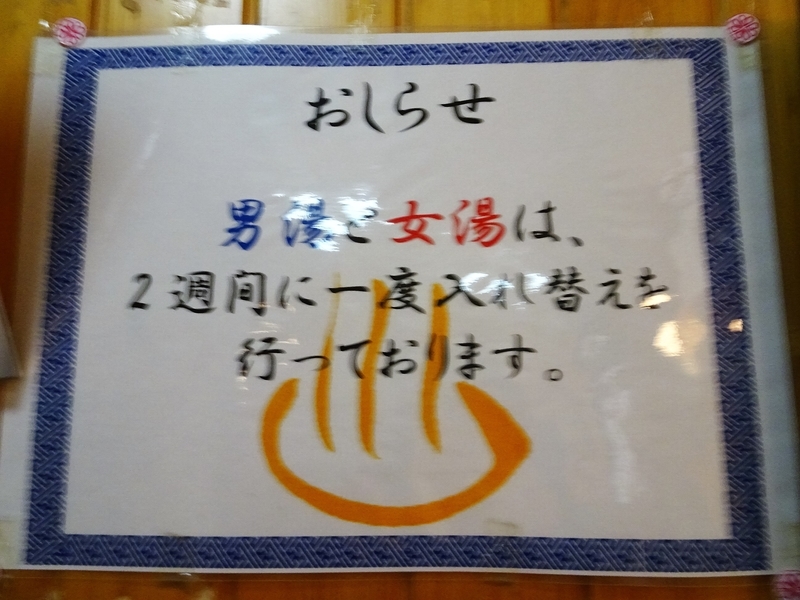 おしらせ
男湯と女湯は、
2週間に一度入れ替えを
行っております。